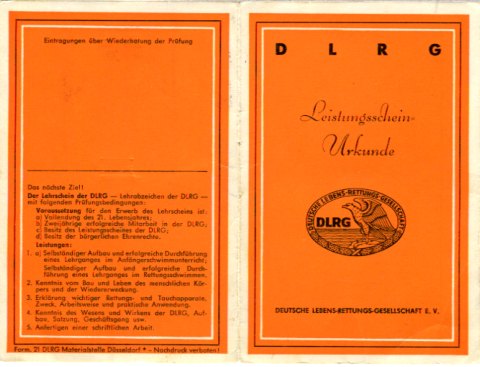 Eintragungen über Wiederholung der Prüfung
Das nächste Ziel!
Der Lehrschein der DLRG — Lehrabzeichen der DLRG —
mit folgenden Prüfungsbedingungen:
Voraussetzung für den Erwerb des Lehrscheins ist:
a) Vollendung des 21. Lebensjahres;
b) Zweijährige erfolgreiche Mitarbeit in der DLRG;
c) Besitz des Leistungsscheines der DLRG;
d) Besitz der bürgerlichen Ehrenrechte.
Leistungen:
1. a) Selbständiger Aufbau und erfolgreiche Durchführung
eines Lehrganges im Anfängerschwimmunterricht;
Selbständiger Aufbau und erfolgreiche Durch-
führung eines Lehrganges im Rettungsschwimmen.
2. Kenntnis vom Bau und Leben des menschlichen Kör-
pers und der Wiedererweckung.
3. Erklärung wichtiger Rettungs- und Tauchapparate,
Zweck, Arbeitsweise und praktische Anwendung.
4. Kenntnis des Wesens und Wirkens der DLRG, Auf-
bau, Satzung, Geschäftsgang usw.
5. Anfertigen einer schriftlichen Arbeit.
Form. 21 DLRG Materialstelle Düsseldorf * - Nachdruck verboten!
D L R G
Leistungsschein-
Urkunde
DEUTSCHE LEBENS-RETTUNGS-GESELLSCHAFT
DLRG
DEUTSCHE LEBENS-RETTUNGS-GESELLSCHAFT E. V.